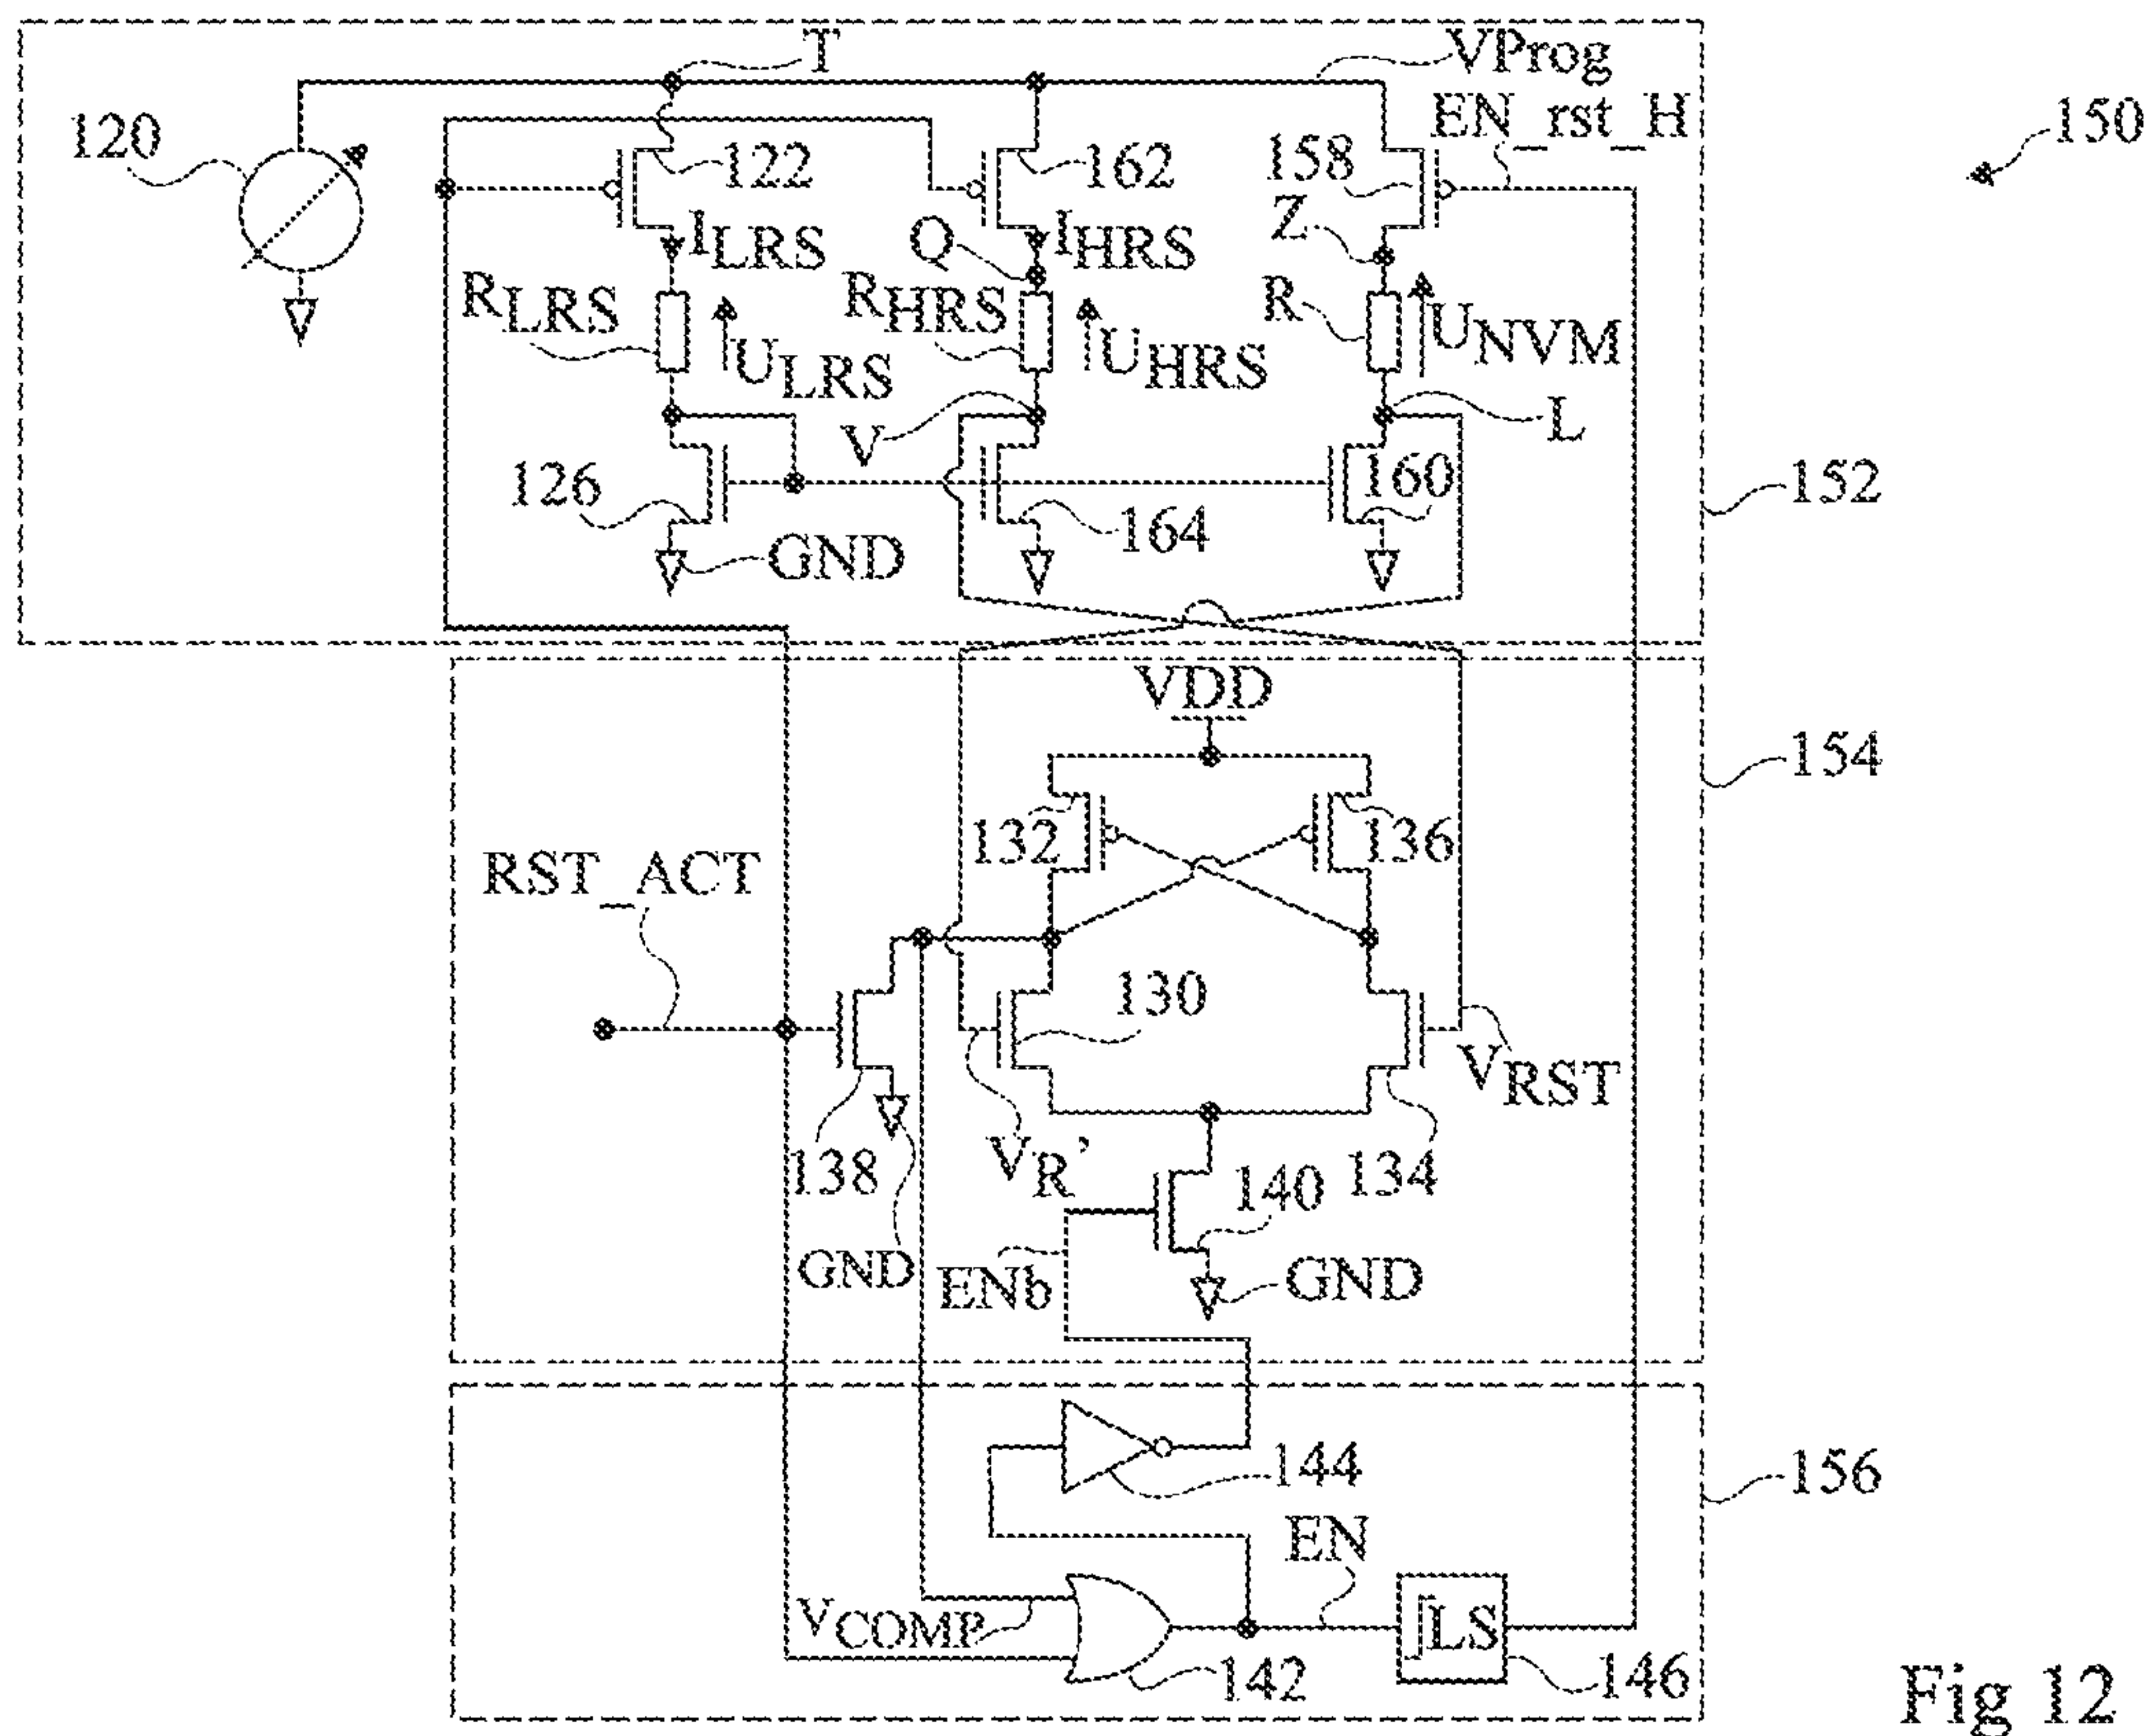 T
VProg
EN_rst_H
120
122
162
158
150
Z
ILRS
Q
IHRS
RLRS
RHRS
R
UNVM
ULRS
UHRS
V
L
126
160
152
164
GND
VDD
154
132
136
RST_ACT
130
VRST
VR'
138
140
134
GND
ENb
GND
144
156
EN
VCOMP
LS
142
146
Fig 12